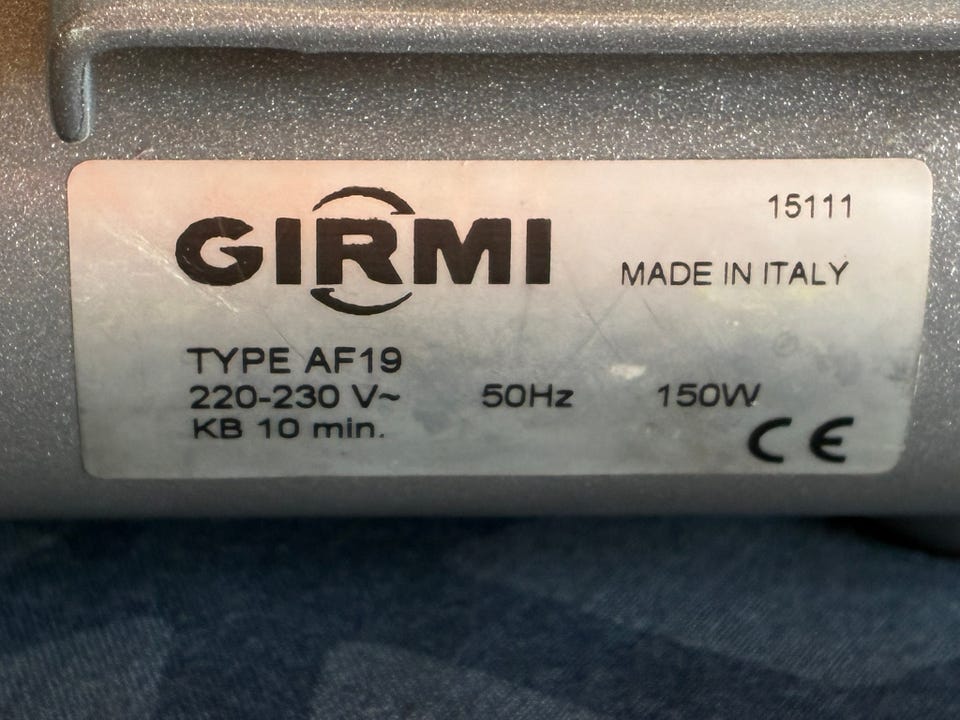 GIRMI
15111
MADE IN ITALY
TYPE AF19
220-230 V~ 50Hz 150W
KB 10 min.
CE